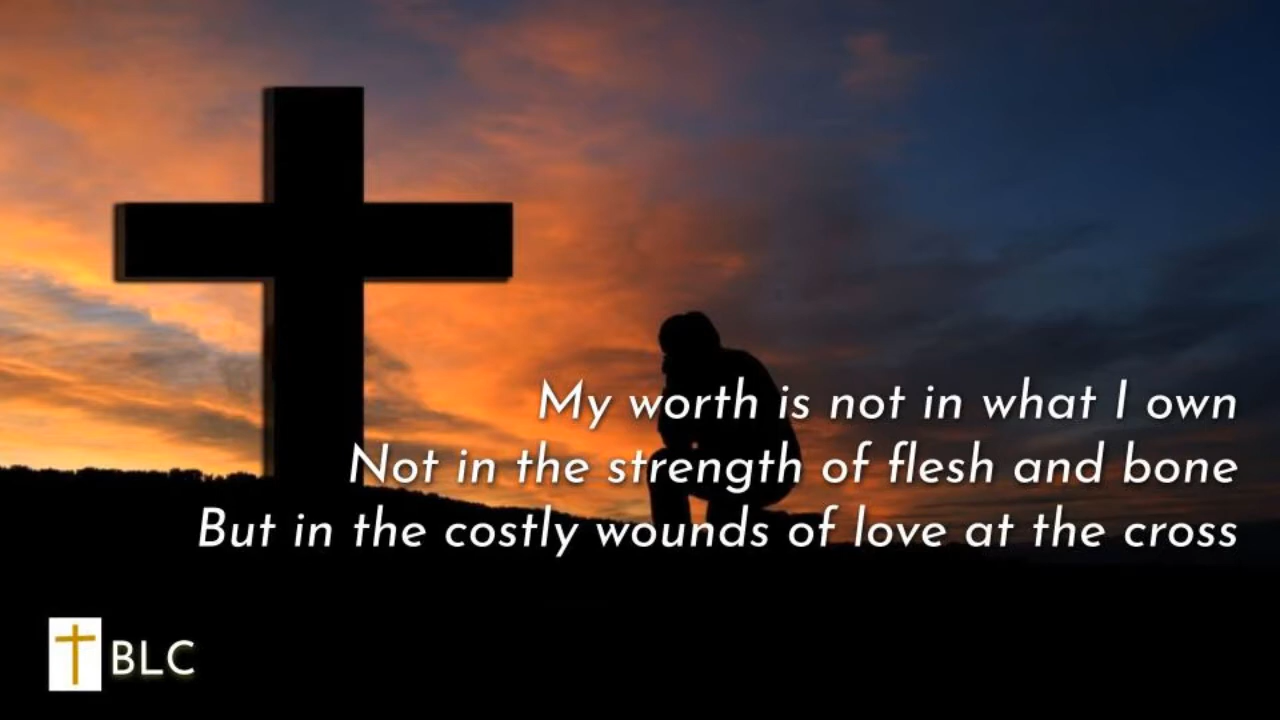 My worth is not in what I own
Not in the strength of flesh and bone
But in the costly wounds of love at the cross
BLC